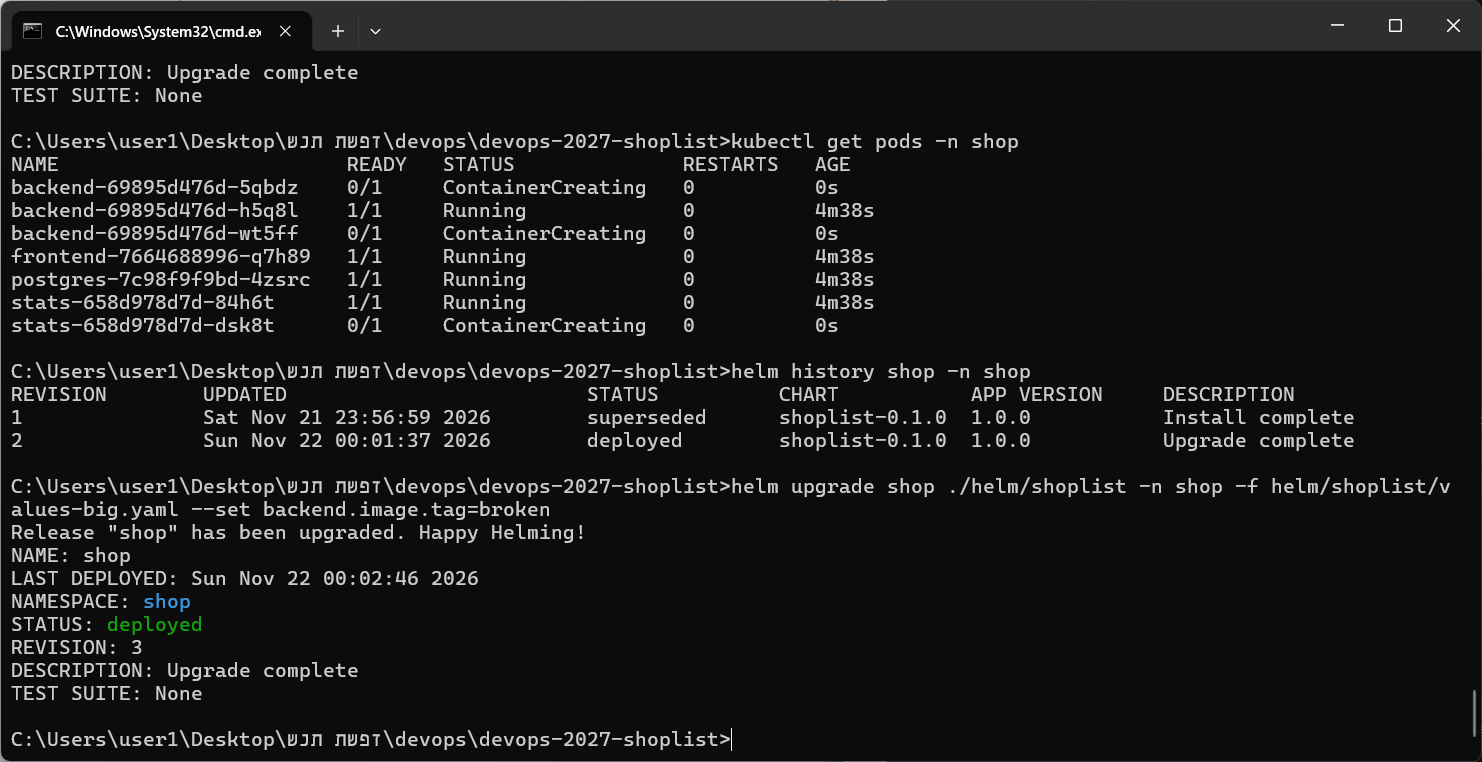 C:\Windows\System32\cmd.ex
DESCRIPTION: Upgrade complete
TEST SUITE: None
C:\Users\user1\Desktop\שנת תשפז\devops\devops-2027-shoplist>kubectl get pods -n shop
NAME READY STATUS RESTARTS AGE
backend-69895d476d-5qbdz 0/1 ContainerCreating 0 0s
backend-69895d476d-h5q8l 1/1 Running 0 4m38s
backend-69895d476d-wt5ff 0/1 ContainerCreating 0 0s
frontend-7664688996-q7h89 1/1 Running 0 4m38s
postgres-7c98f9f9bd-4zsrc 1/1 Running 0 4m38s
stats-658d978d7d-84h6t 1/1 Running 0 4m38s
stats-658d978d7d-dsk8t 0/1 ContainerCreating 0 0s
C:\Users\user1\Desktop\שנת תשפז\devops\devops-2027-shoplist>helm history shop -n shop
REVISION UPDATED STATUS CHART APP VERSION DESCRIPTION
1 Sat Nov 21 23:56:59 2026 superseded shoplist-0.1.0 1.0.0 Install complete
2 Sun Nov 22 00:01:37 2026 deployed shoplist-0.1.0 1.0.0 Upgrade complete
C:\Users\user1\Desktop\שנת תשפז\devops\devops-2027-shoplist>helm upgrade shop ./helm/shoplist -n shop -f helm/shoplist/v
alues-big.yaml --set backend.image.tag=broken
Release "shop" has been upgraded. Happy Helming!
NAME: shop
LAST DEPLOYED: Sun Nov 22 00:02:46 2026
NAMESPACE: shop
STATUS: deployed
REVISION: 3
DESCRIPTION: Upgrade complete
TEST SUITE: None
C:\Users\user1\Desktop\שנת תשפז\devops\devops-2027-shoplist>